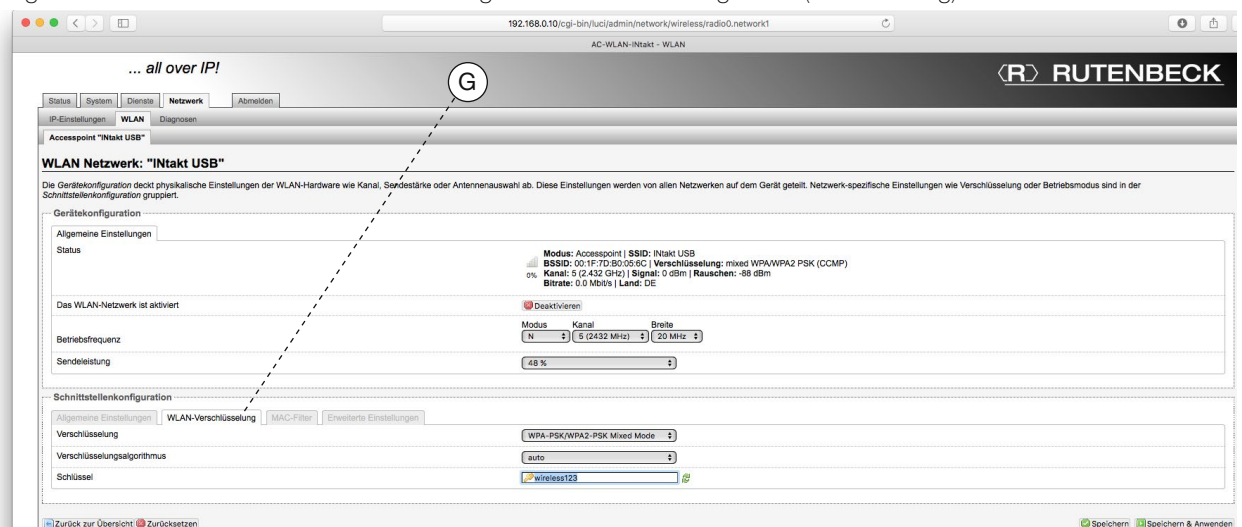 192.168.0.10/cgi-bin/luci/admin/network/wireless/radio0.network1
AC-WLAN-INtakt - WLAN
... all over IP!
G
⟨R⟩ RUTENBECK
Status System Dienste Netzwerk Abmelden
IP-Einstellungen WLAN Diagnosen
Accesspoint "INtakt USB"
WLAN Netzwerk: "INtakt USB"
Die Gerätekonfiguration deckt physikalische Einstellungen der WLAN-Hardware wie Kanal, Sendestärke oder Antennenauswahl ab. Diese Einstellungen werden von allen Netzwerken auf dem Gerät geteilt. Netzwerk-spezifische Einstellungen wie Verschlüsselung oder Betriebsmodus sind in der
Schnittstellenkonfiguration gruppiert.
Gerätekonfiguration
Allgemeine Einstellungen
Status
Modus: Accesspoint | SSID: INtakt USB
BSSID: 00:1F:7D:B0:05:6C | Verschlüsselung: mixed WPA/WPA2 PSK (CCMP)
0% Kanal: 5 (2.432 GHz) | Signal: 0 dBm | Rauschen: -88 dBm
Bitrate: 0.0 Mbit/s | Land: DE
Das WLAN-Netzwerk ist aktiviert
Deaktivieren
Modus Kanal Breite
Betriebsfrequenz
N 5 (2432 MHz) 20 MHz
Sendeleistung
48 %
Schnittstellenkonfiguration
Allgemeine Einstellungen WLAN-Verschlüsselung MAC-Filter Erweiterte Einstellungen
Verschlüsselung
WPA-PSK/WPA2-PSK Mixed Mode
Verschlüsselungsalgorithmus
auto
Schlüssel
wireless123
Zurück zur Übersicht Zurücksetzen
Speichern Speichern & Anwenden